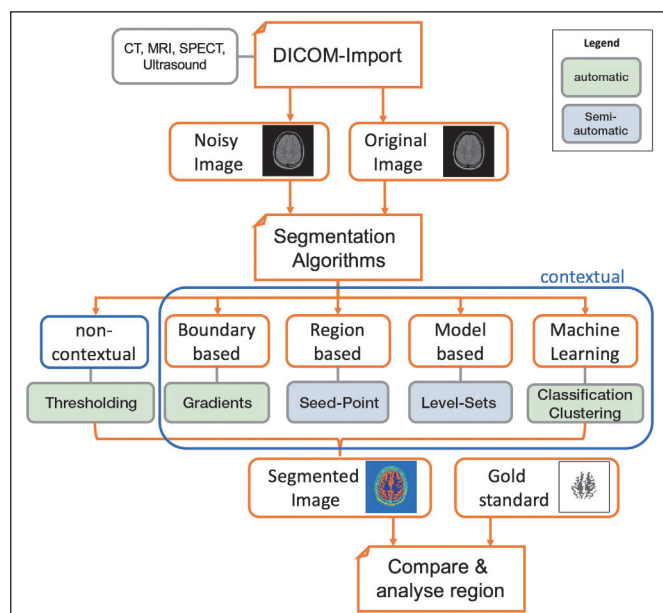 CT, MRI, SPECT,
Ultrasound
DICOM-Import
Legend
automatic
Semi-
automatic
Noisy
Image
Original
Image
Segmentation
Algorithms
contextual
non-
contextual
Boundary
based
Region
based
Model
based
Machine
Learning
Thresholding
Gradients
Seed-Point
Level-Sets
Classification
Clustering
Segmented
Image
Gold
standard
Compare &
analyse region